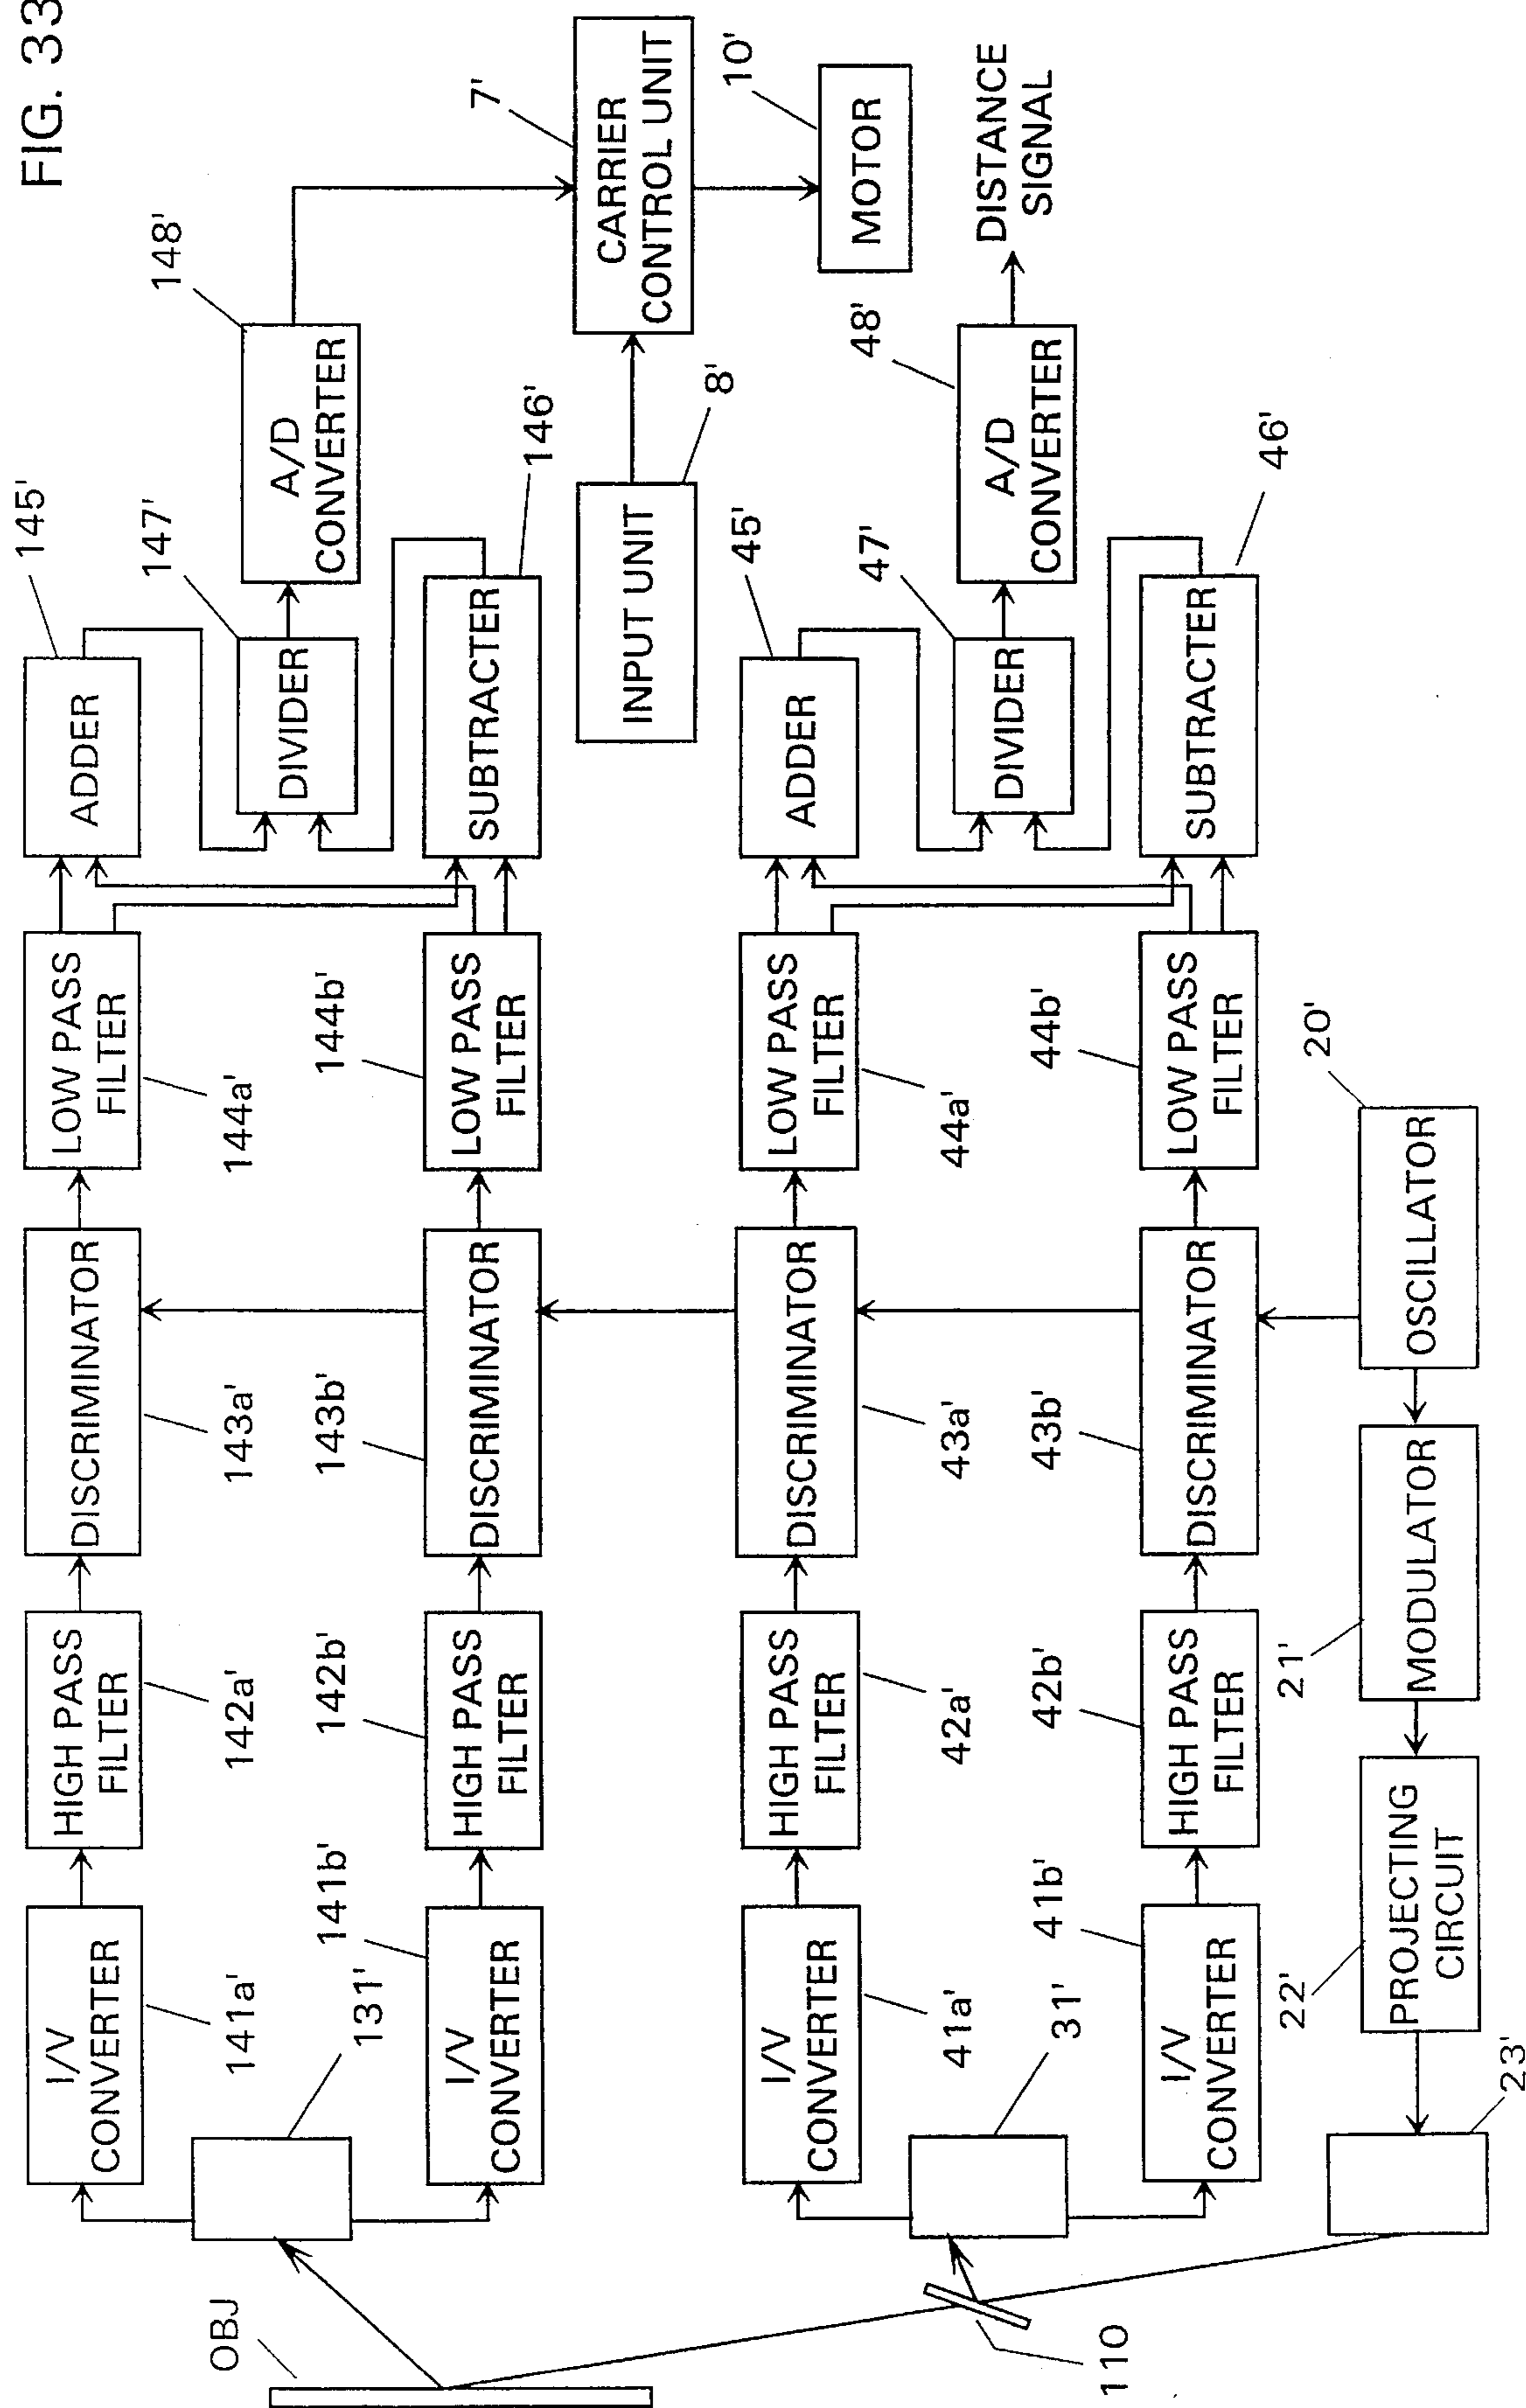 FIG. 33
OBJ
131'
I/V
CONVERTER
141a'
HIGH PASS
FILTER
142a'
DISCRIMINATOR
143a'
LOW PASS
FILTER
144a'
ADDER
145'
DIVIDER
147'
A/D
CONVERTER
148'
I/V
CONVERTER
141b'
HIGH PASS
FILTER
142b'
DISCRIMINATOR
143b'
LOW PASS
FILTER
144b'
SUBTRACTER
146'
INPUT UNIT
8'
CARRIER
CONTROL UNIT
7'
MOTOR
10'
110
31'
I/V
CONVERTER
41a'
HIGH PASS
FILTER
42a'
DISCRIMINATOR
43a'
LOW PASS
FILTER
44a'
ADDER
45'
DIVIDER
47'
A/D
CONVERTER
48'
DISTANCE
SIGNAL
I/V
CONVERTER
41b'
HIGH PASS
FILTER
42b'
DISCRIMINATOR
43b'
LOW PASS
FILTER
44b'
SUBTRACTER
46'
23'
PROJECTING
CIRCUIT
22'
MODULATOR
21'
OSCILLATOR
20'